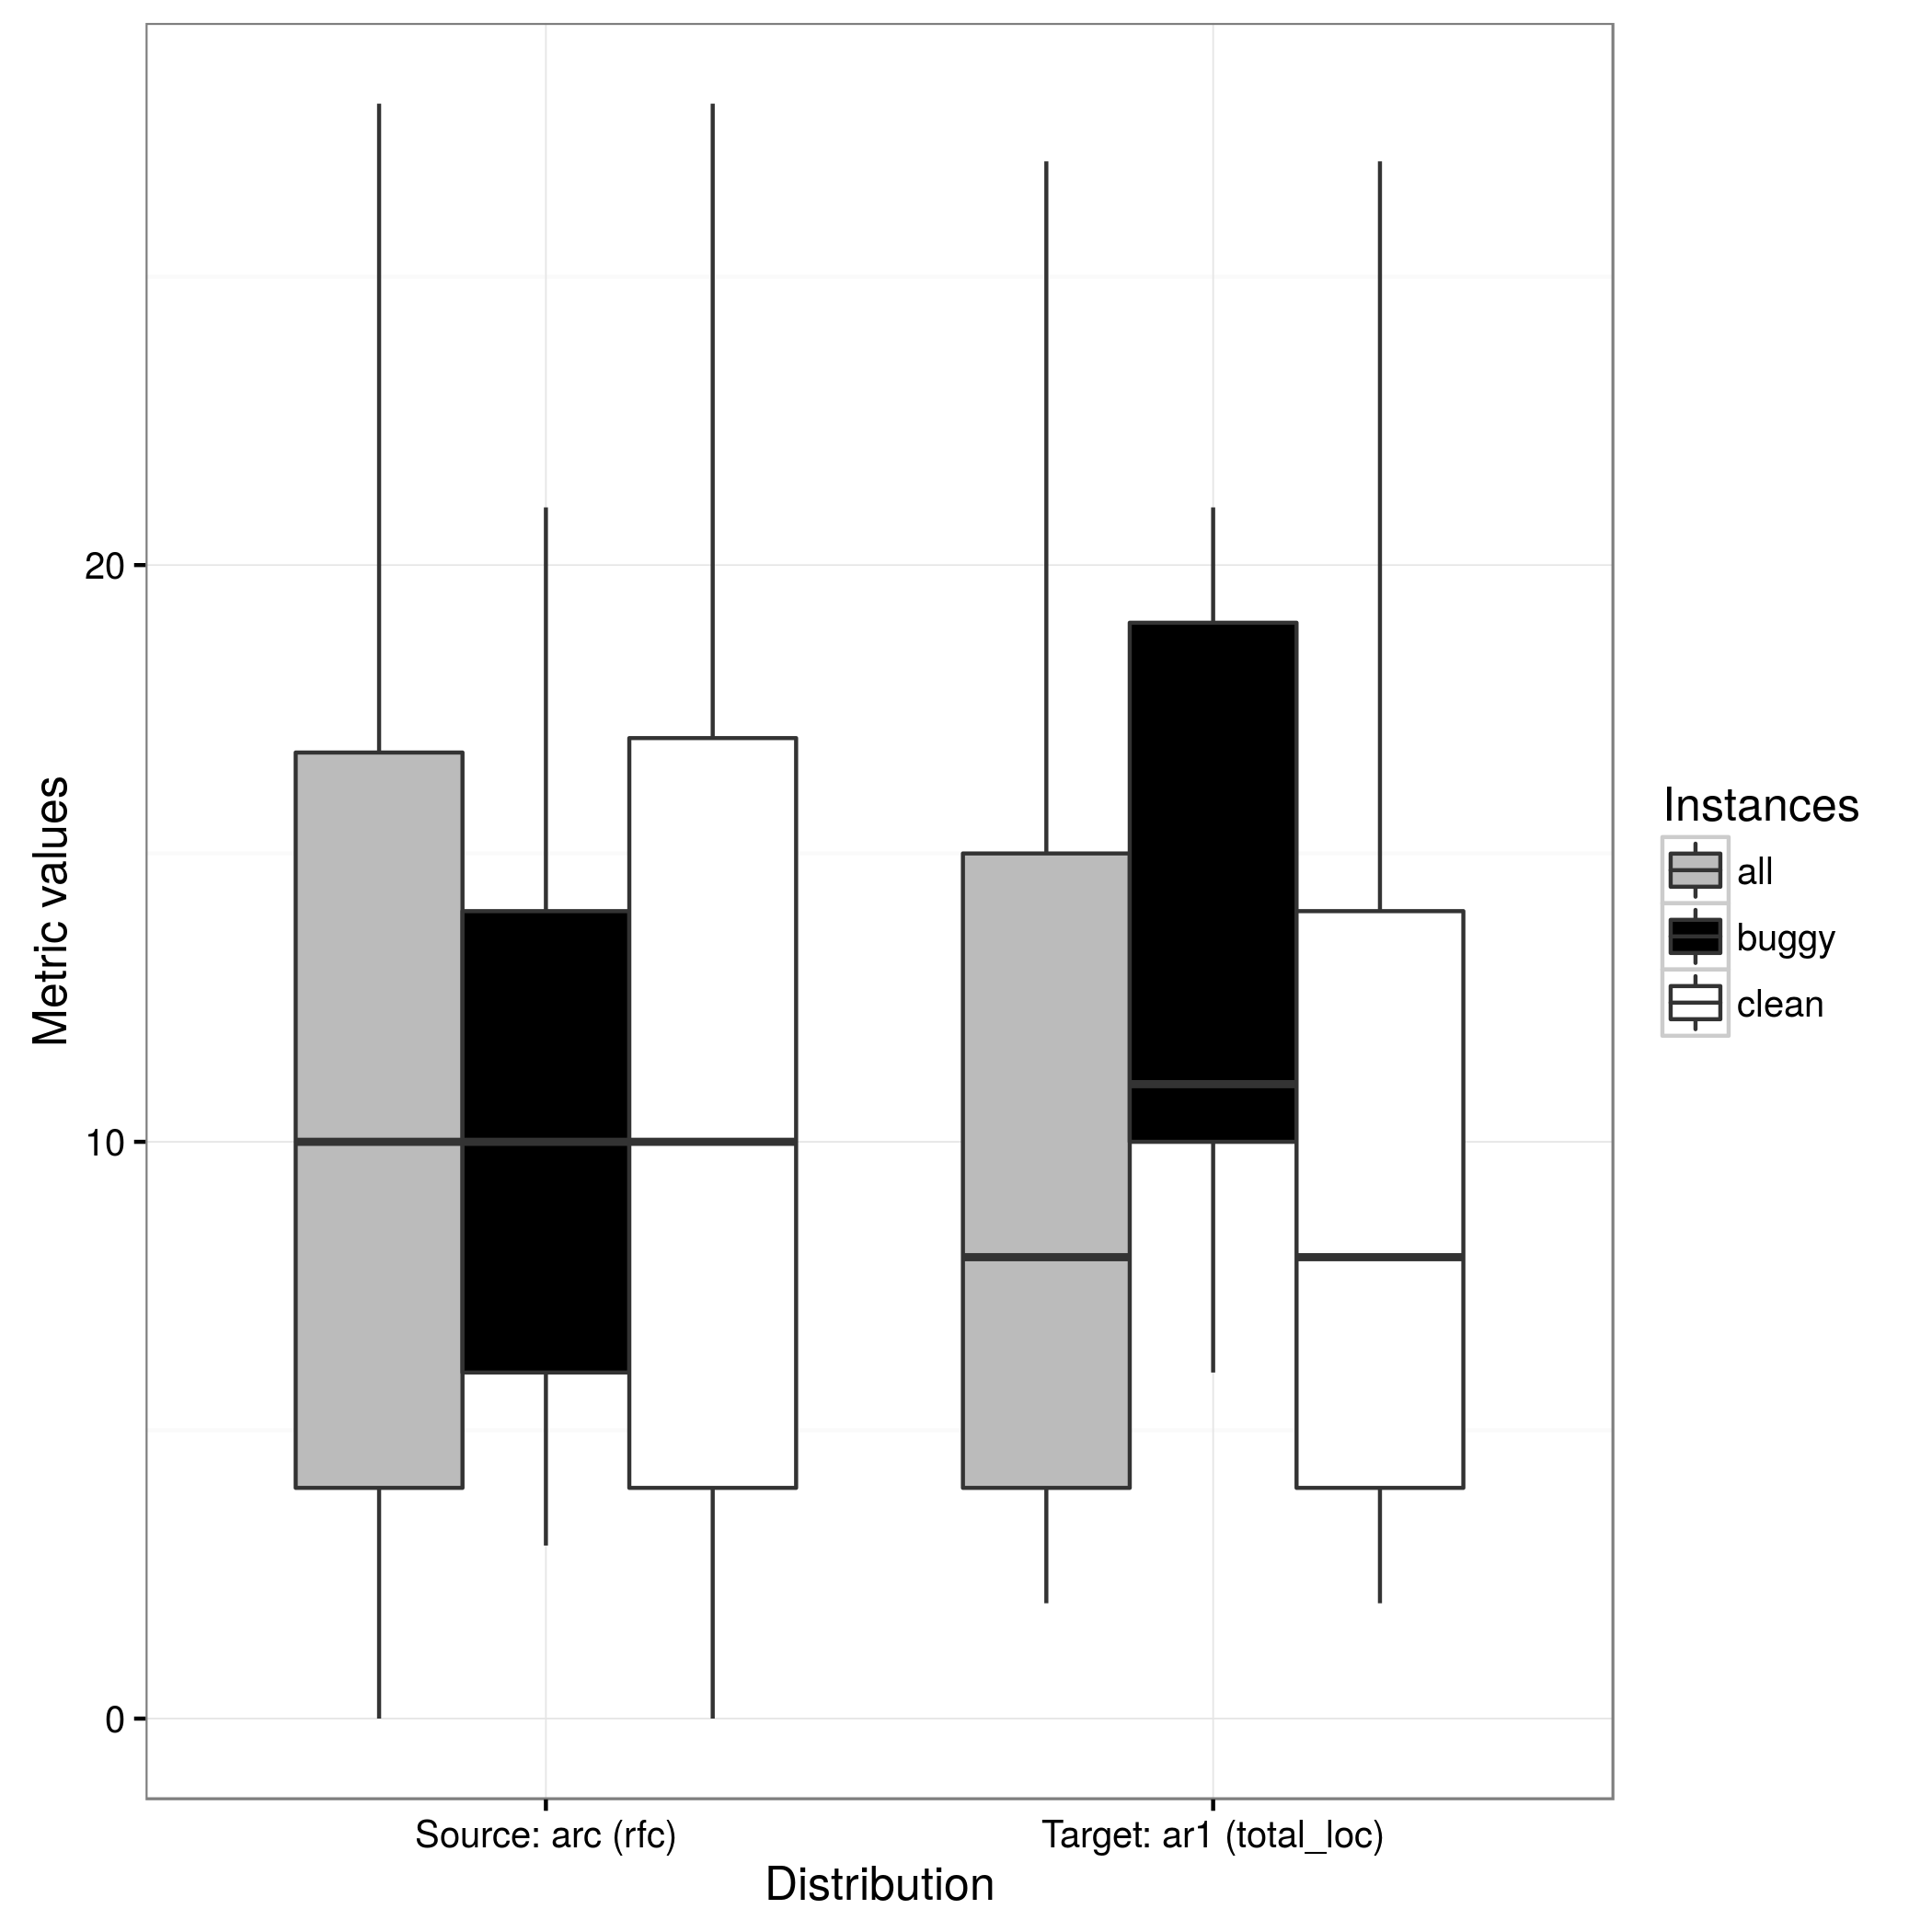 Metric values
20
10
0
Source: arc (rfc)
Target: ar1 (total_loc)
Distribution
Instances
all
buggy
clean